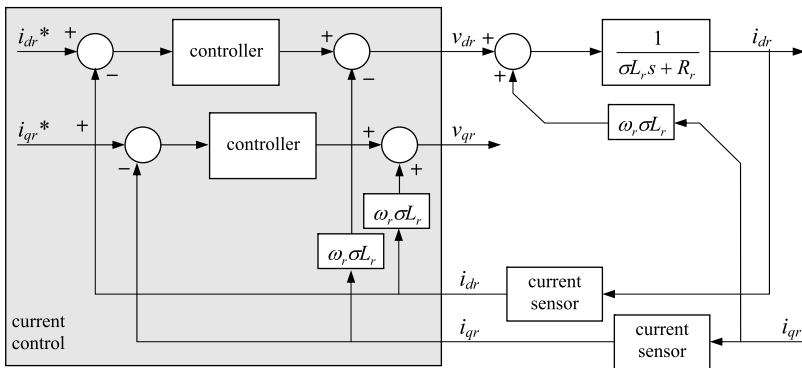 i_dr* + − controller + − v_dr + + 1 / (σL_r s + R_r) i_dr
i_qr* + − controller + + v_qr ω_r σL_r
ω_r σL_r
ω_r σL_r
i_dr current sensor
current control i_qr current sensor i_qr